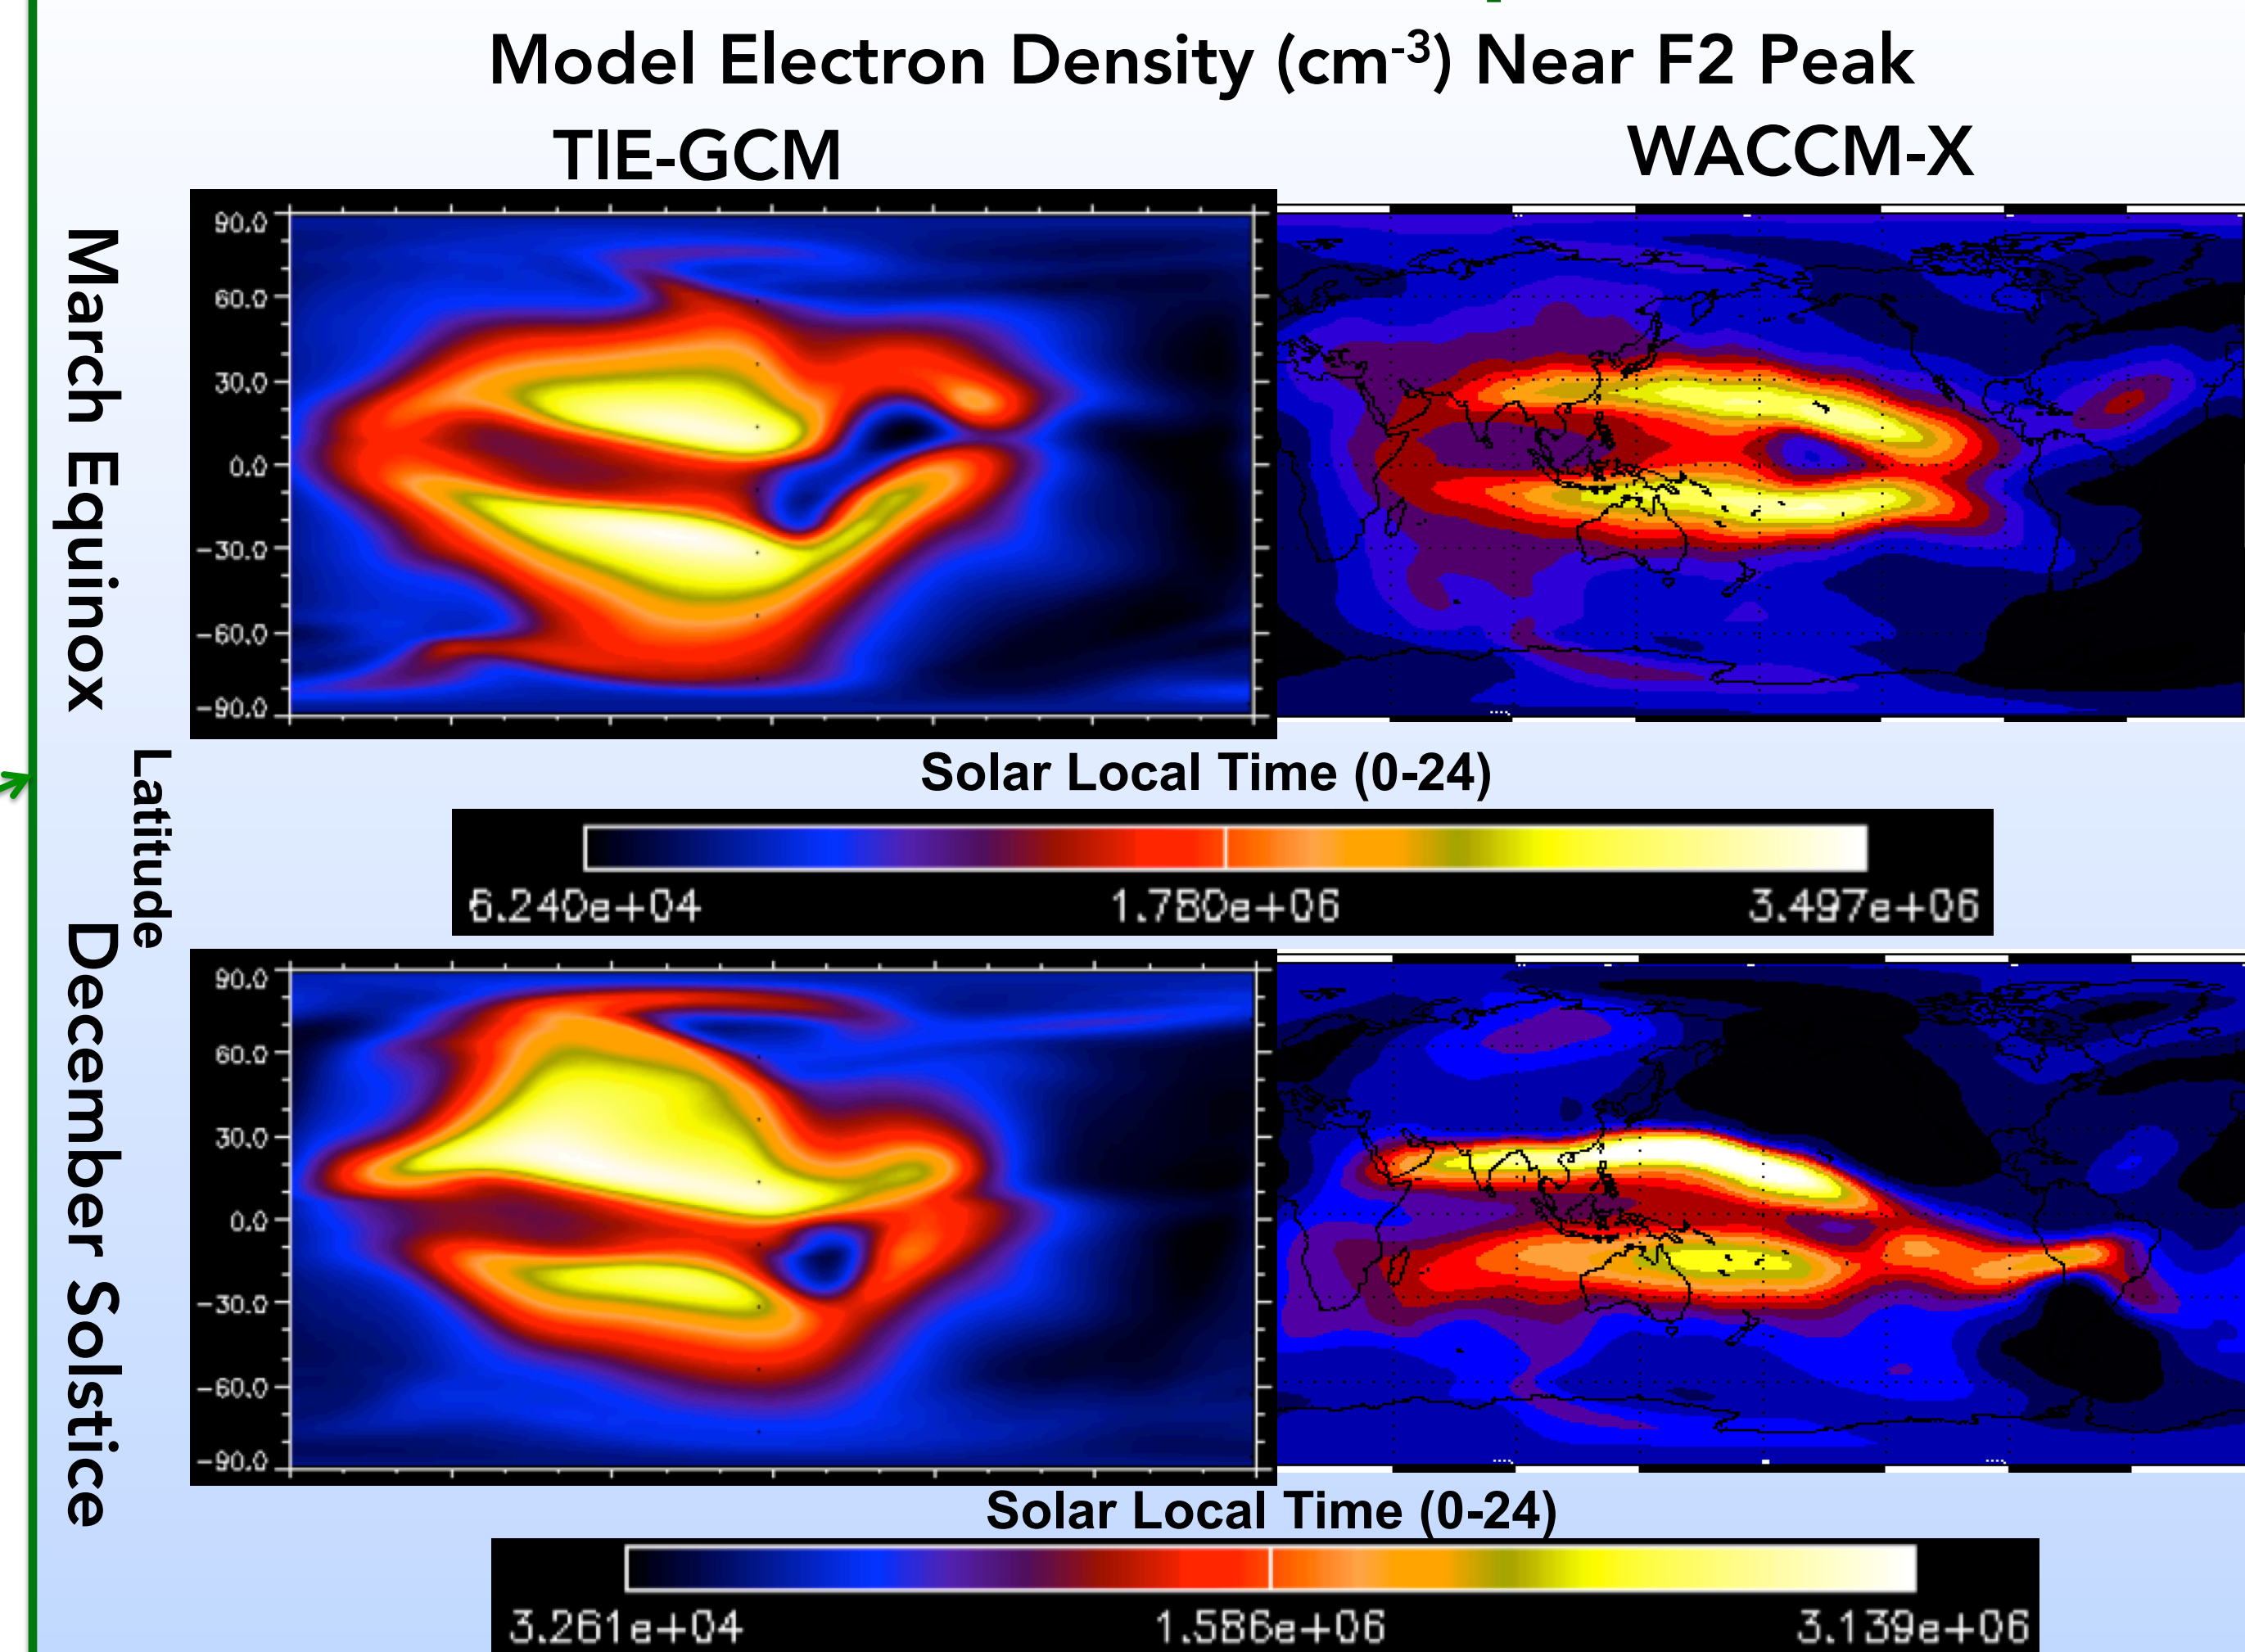 Model Electron Density (cm-3) Near F2 Peak
TIE-GCM
WACCM-X
March Equinox
90.0
60.0
30.0
0.0
-30.0
-60.0
-90.0
Latitude
Solar Local Time (0-24)
6.240e+04
1.780e+06
3.497e+06
December Solstice
90.0
60.0
30.0
0.0
-30.0
-60.0
-90.0
Solar Local Time (0-24)
3.261e+04
1.586e+06
3.139e+06